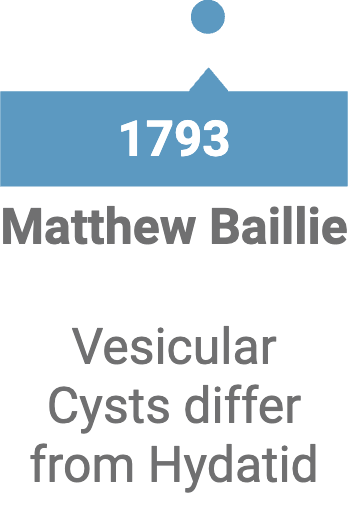 1793
Matthew Baillie
Vesicular
Cysts differ
from Hydatid